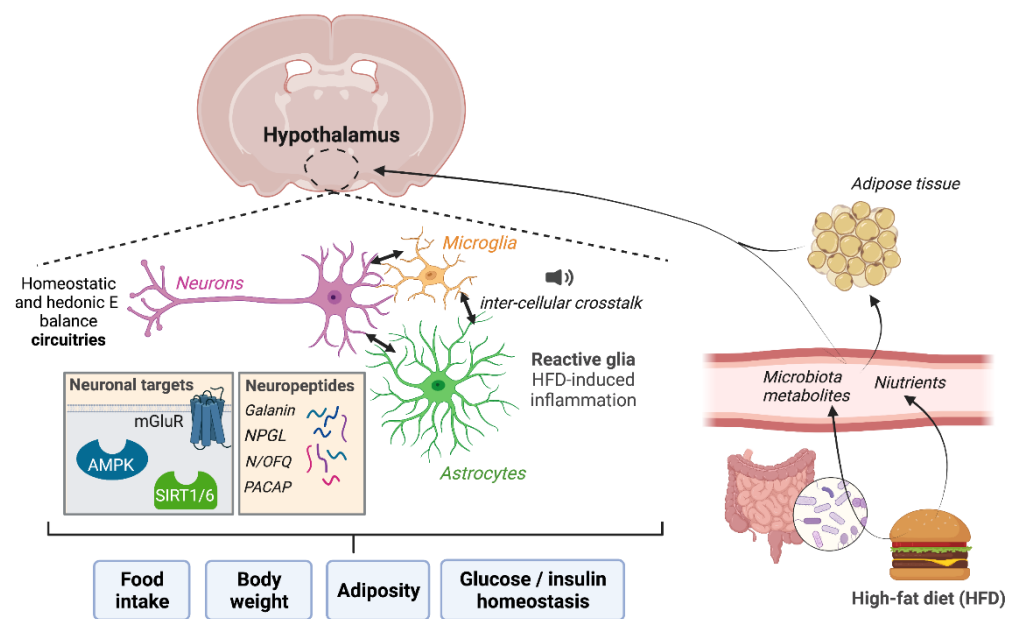 Hypothalamus
Adipose tissue
Microglia
Neurons
Homeostatic
and hedonic E
balance
circuitries
inter-cellular crosstalk
Reactive glia
HFD-induced
inflammation
Astrocytes
Neuronal targets
mGluR
AMPK
SIRT1/6
Neuropeptides
Galanin
NPGL
N/OFQ
PACAP
Microbiota
metabolites
Niutrients
High-fat diet (HFD)
Food
intake
Body
weight
Adiposity
Glucose / insulin
homeostasis